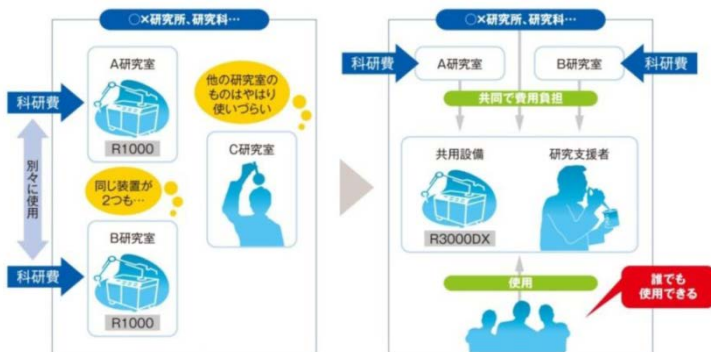 ○×研究所、研究科…
A研究室
科研費
R1000
他の研究室の
ものはやはり
使いづらい
C研究室
別々に使用
同じ装置が
2つも…
B研究室
科研費
R1000
○×研究所、研究科…
科研費
A研究室
B研究室
科研費
共同で費用負担
共用設備
研究支援者
R3000DX
使用
誰でも
使用できる